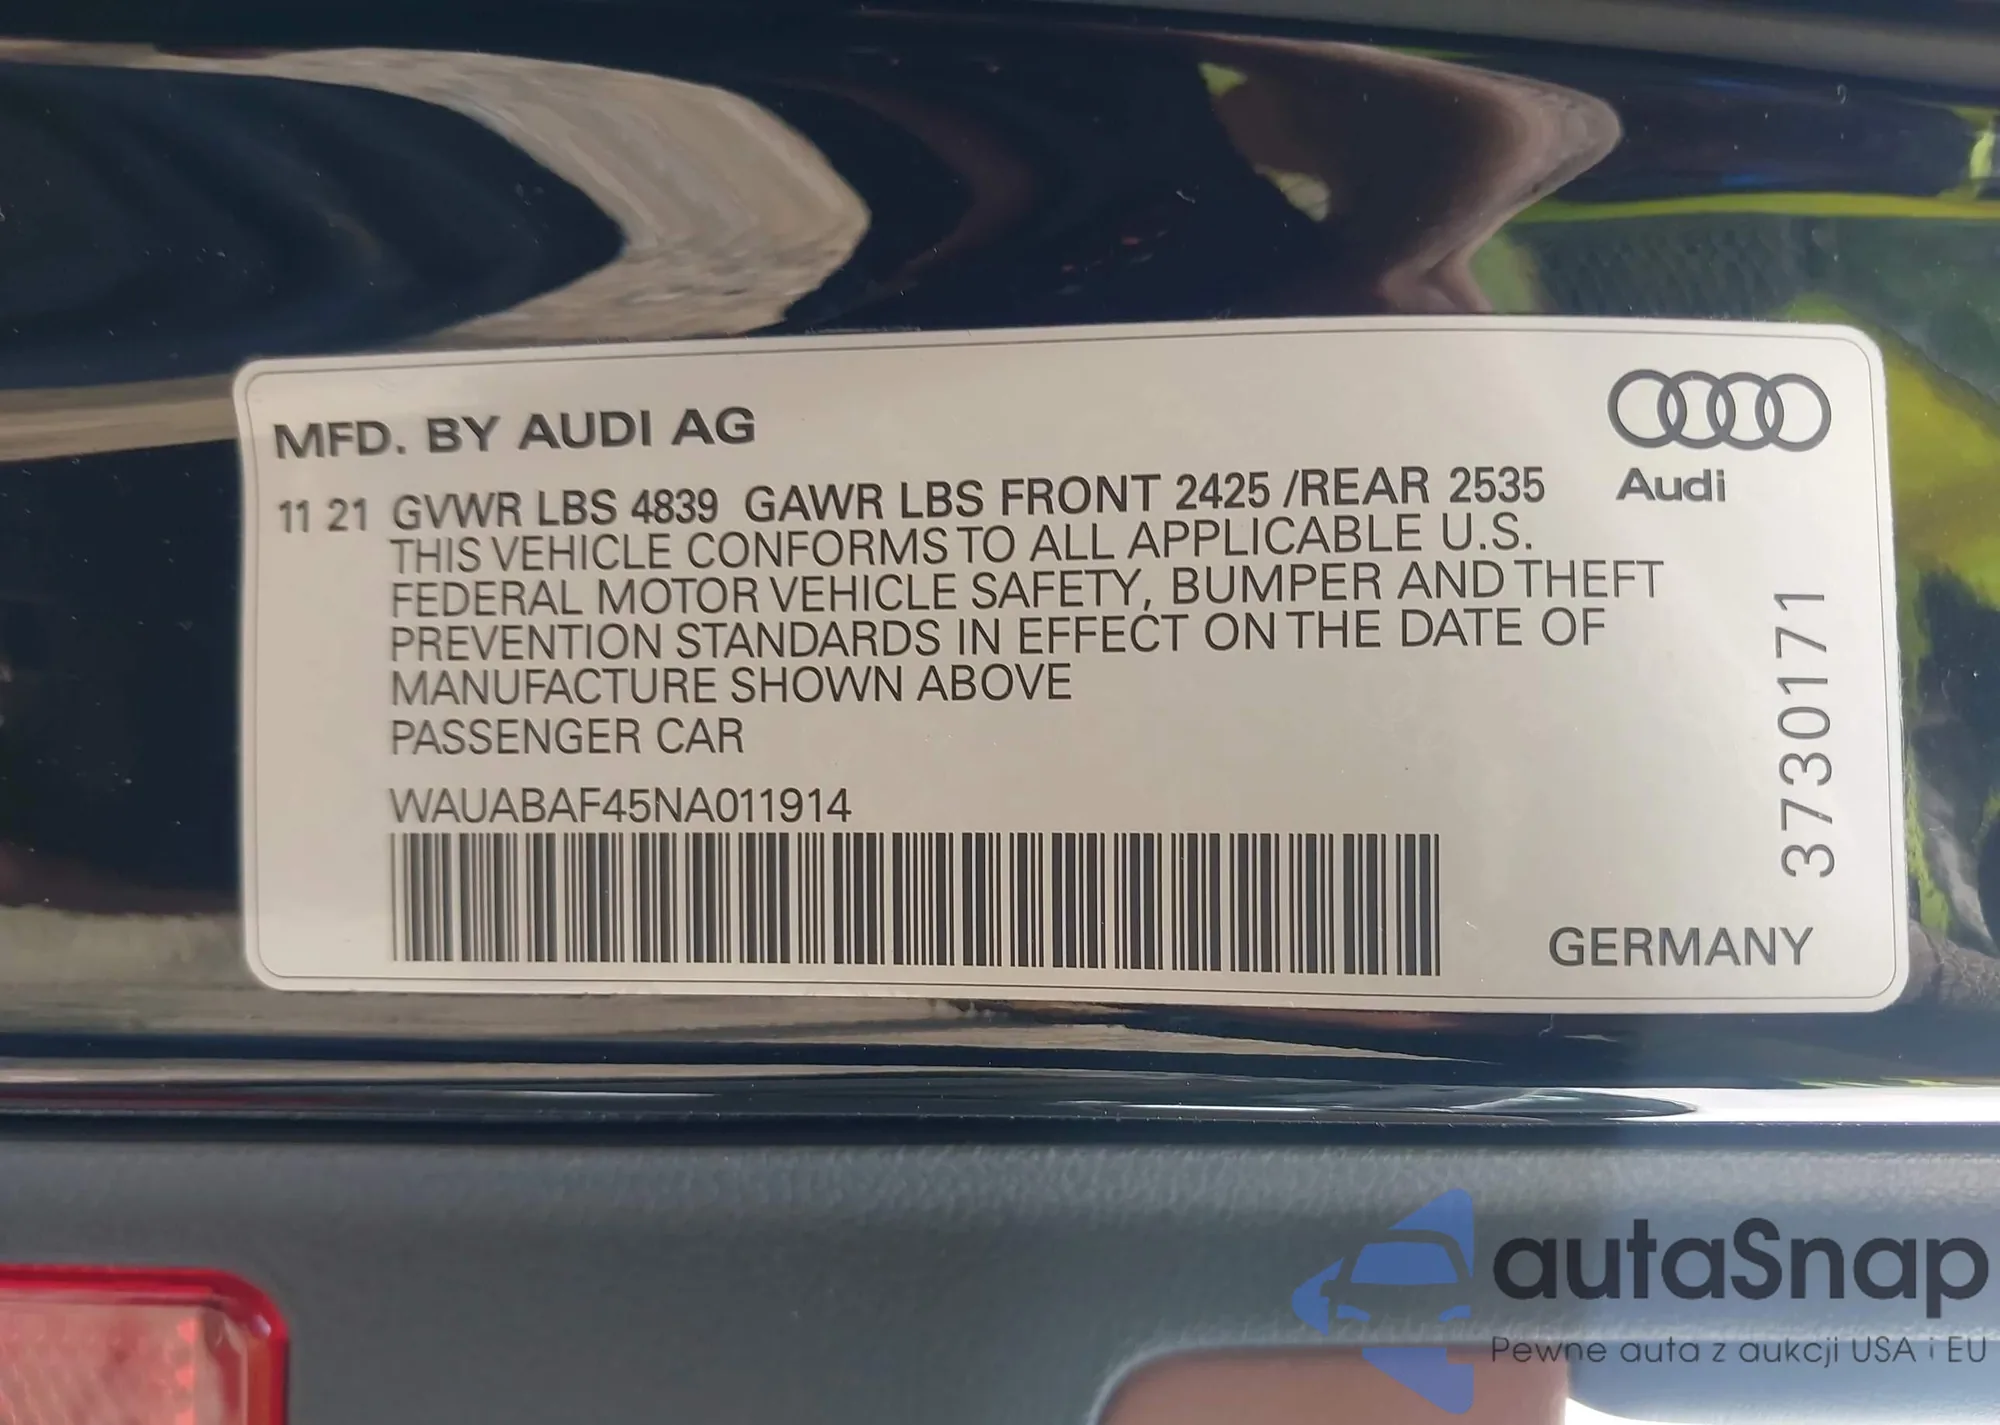 MFD. BY AUDI AG
Audi
11 21 GVWR LBS 4839 GAWR LBS FRONT 2425 /REAR 2535
THIS VEHICLE CONFORMS TO ALL APPLICABLE U.S.
FEDERAL MOTOR VEHICLE SAFETY, BUMPER AND THEFT
PREVENTION STANDARDS IN EFFECT ON THE DATE OF
MANUFACTURE SHOWN ABOVE
PASSENGER CAR
WAUABAF45NA011914
3730171
GERMANY
autaSnap
Pewne auta z aukcji USA i EU